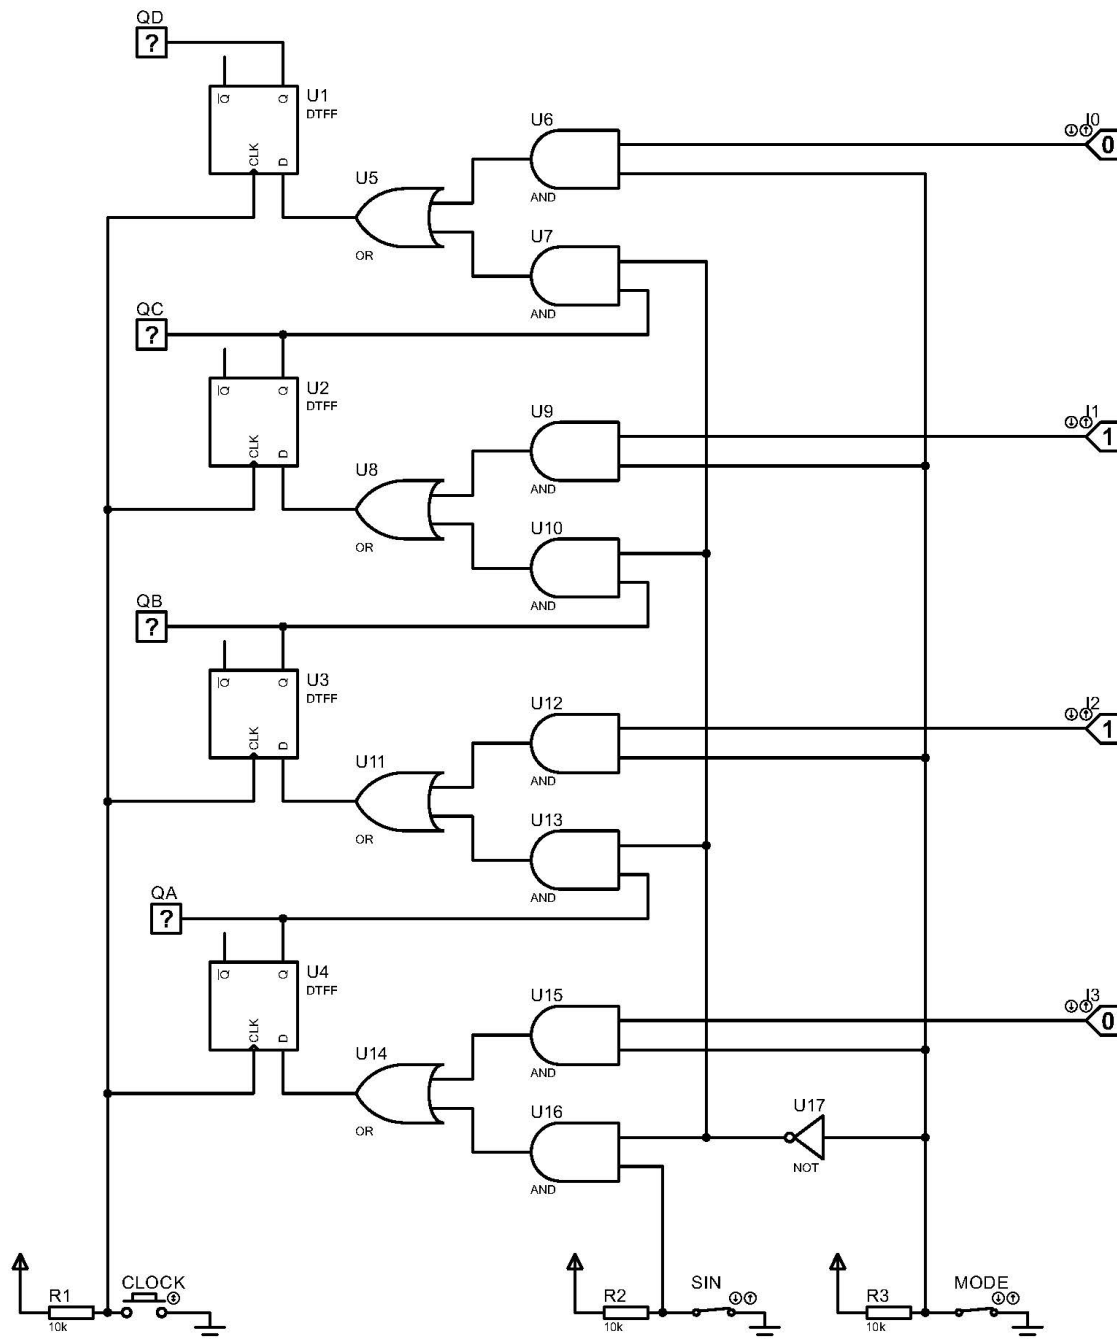 QD
?
Q Q
U1
DTFF
CLK D
U6
AND
I0
0
U5
OR
U7
AND
QC
?
Q Q
U2
DTFF
CLK D
U9
AND
I1
1
U8
OR
U10
AND
QB
?
Q Q
U3
DTFF
CLK D
U12
AND
I2
1
U11
OR
U13
AND
QA
?
Q Q
U4
DTFF
CLK D
U15
AND
I3
0
U14
OR
U16
AND
U17
NOT
R1
10k
CLOCK
R2
10k
SIN
R3
10k
MODE